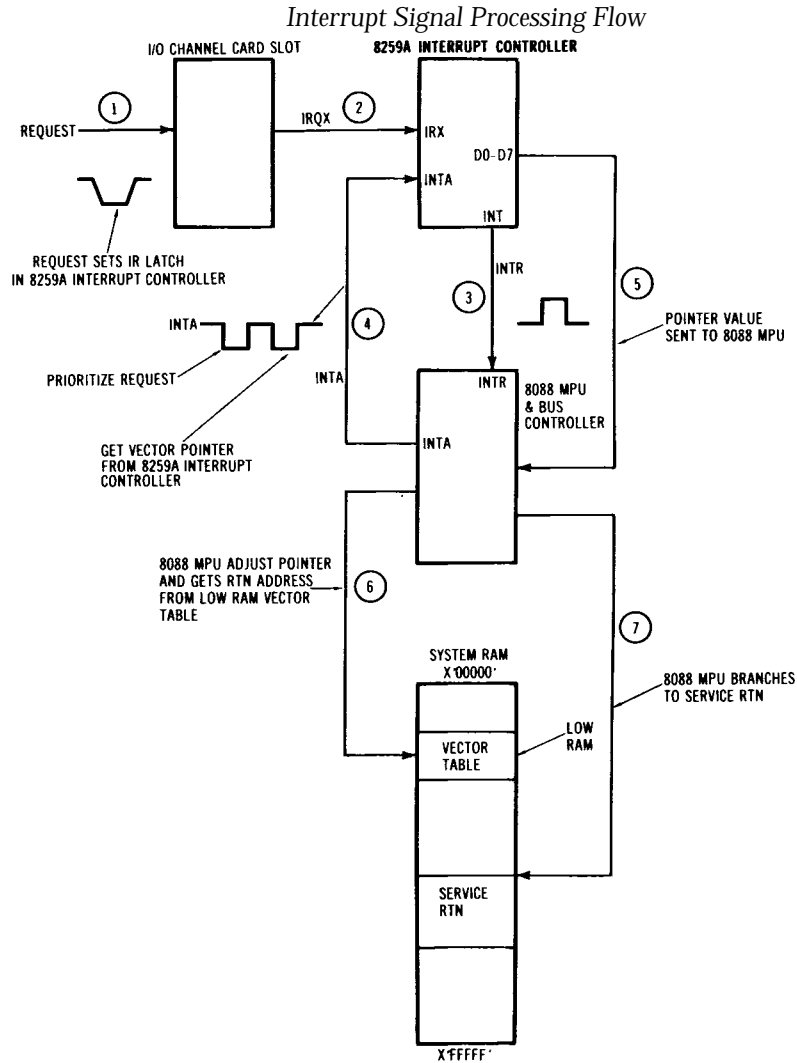 Interrupt Signal Processing Flow
I/O CHANNEL CARD SLOT
8259A INTERRUPT CONTROLLER
1
2
REQUEST
IRQX
IRX
D0-D7
INTA
INT
REQUEST SETS IR LATCH
IN 8259A INTERRUPT CONTROLLER
INTR
3
5
4
INTA
POINTER VALUE
SENT TO 8088 MPU
PRIORITIZE REQUEST
INTA
INTR
8088 MPU
& BUS
CONTROLLER
INTA
GET VECTOR POINTER
FROM 8259A INTERRUPT
CONTROLLER
8088 MPU ADJUST POINTER
AND GETS RTN ADDRESS
FROM LOW RAM VECTOR
TABLE
6
7
SYSTEM RAM
X'00000'
8088 MPU BRANCHES
TO SERVICE RTN
LOW
RAM
VECTOR
TABLE
SERVICE
RTN
X'FFFFF'